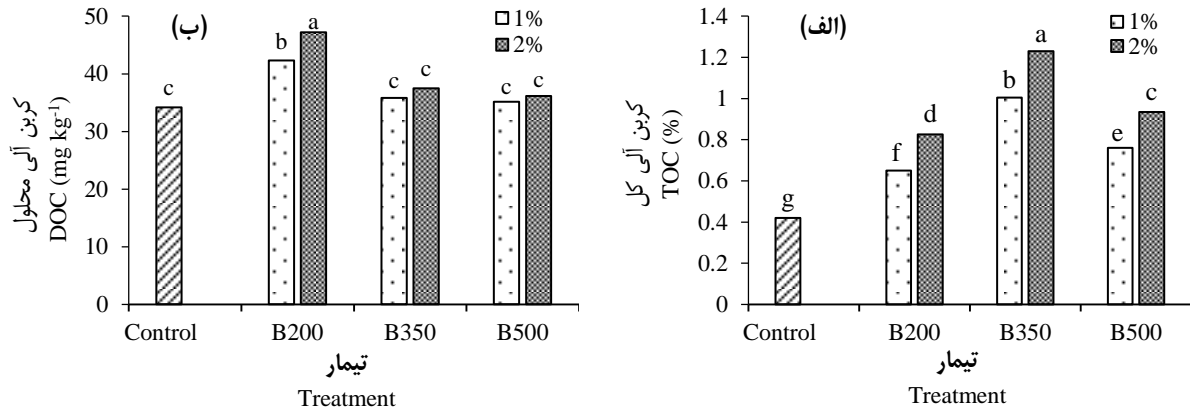 (ب)
1%
2%
50
40
30
20
10
0
کربن آلی محلول
DOC (mg kg⁻¹)
c
b
a
c
c
c
c
Control
B200
B350
B500
تیمار
Treatment
(الف)
1%
2%
1.4
1.2
1
0.8
0.6
0.4
0.2
0
کربن آلی کل
TOC (%)
g
f
d
b
a
e
c
Control
B200
B350
B500
تیمار
Treatment